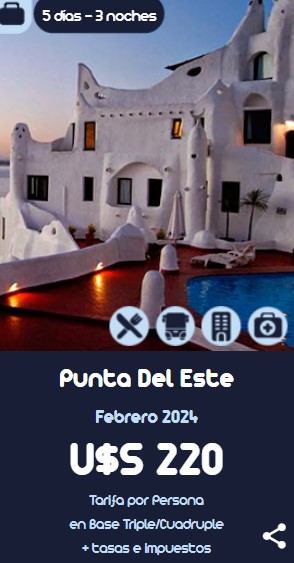 5 días - 3 noches
Punta Del Este
Febrero 2024
U$S 220
Tarifa por Persona
en Base Triple/Cuadruple
+ tasas e impuestos